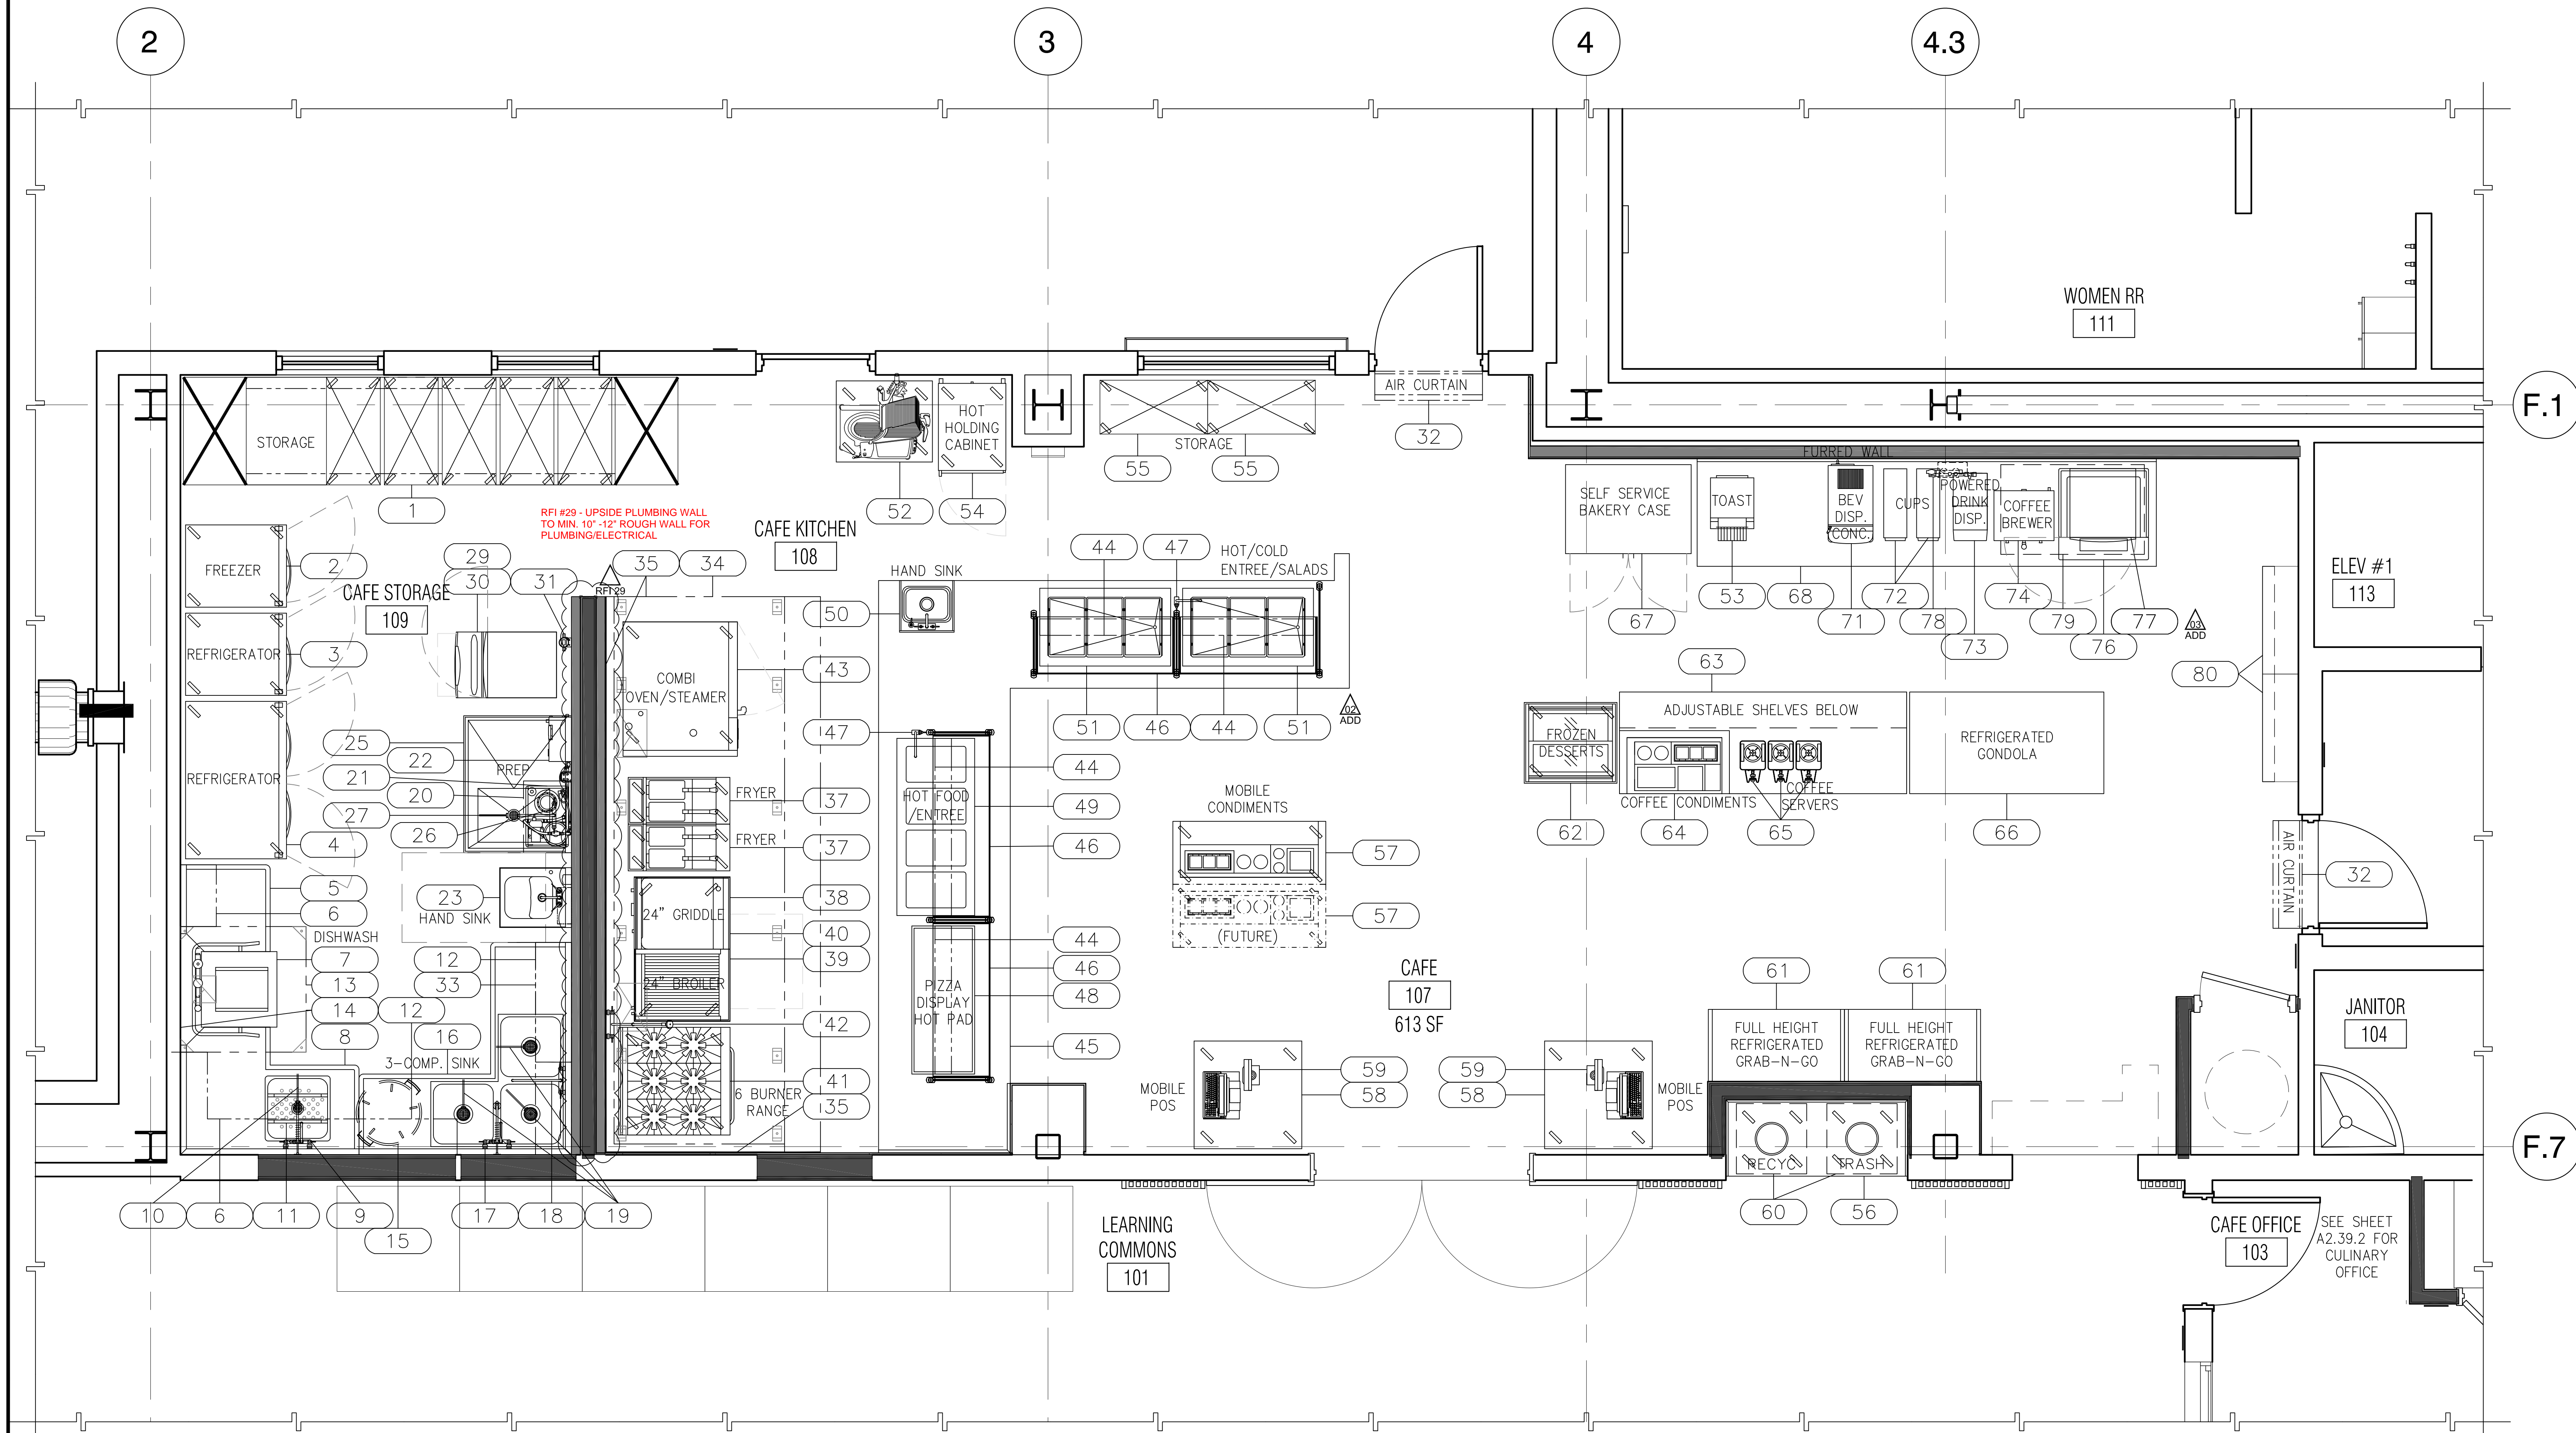 2
3
4
4.3
WOMEN RR
111
F.1
AIR CURTAIN
32
HOT
HOLDING
CABINET
STORAGE
STORAGE
55
55
FURRED WALL
1
52
54
SELF SERVICE
BAKERY CASE
TOAST
BEV
DISP.
CONC.
CUPS
POWERED
DRINK
DISP.
COFFEE
BREWER
RFI #29 - UPSIDE PLUMBING WALL
TO MIN. 10" -12" ROUGH WALL FOR
PLUMBING/ELECTRICAL
CAFE KITCHEN
108
FREEZER
2
29
30
31
35
34
RFI 29
44
47
HOT/COLD
ENTREE/SALADS
HAND SINK
50
CAFE STORAGE
109
ELEV #1
113
53
68
72
74
67
71
78
79
77
73
76
03
ADD
REFRIGERATOR
3
COMBI
OVEN/STEAMER
43
63
80
51
46
44
51
02
ADD
ADJUSTABLE SHELVES BELOW
25
22
21
20
27
26
PREP
REFRIGERATOR
4
47
44
49
46
HOT FOOD
/ENTREE
FROZEN
DESSERTS
REFRIGERATED
GONDOLA
FRYER
37
FRYER
37
MOBILE
CONDIMENTS
COFFEE CONDIMENTS
COFFEE
SERVERS
62
64
65
66
57
57
(FUTURE)
AIR CURTAIN
32
5
6
23
HAND SINK
24" GRIDDLE
38
40
39
24" BROILER
DISHWASH
7
13
14
8
12
33
12
16
3-COMP. SINK
44
46
48
45
PIZZA
DISPLAY
HOT PAD
42
CAFE
107
613 SF
61
61
FULL HEIGHT
REFRIGERATED
GRAB-N-GO
FULL HEIGHT
REFRIGERATED
GRAB-N-GO
JANITOR
104
6 BURNER
RANGE
41
35
MOBILE
POS
59
58
59
58
MOBILE
POS
F.7
RECYC
TRASH
10
6
11
9
15
17
18
19
60
56
LEARNING
COMMONS
101
CAFE OFFICE
103
SEE SHEET
A2.39.2 FOR
CULINARY
OFFICE